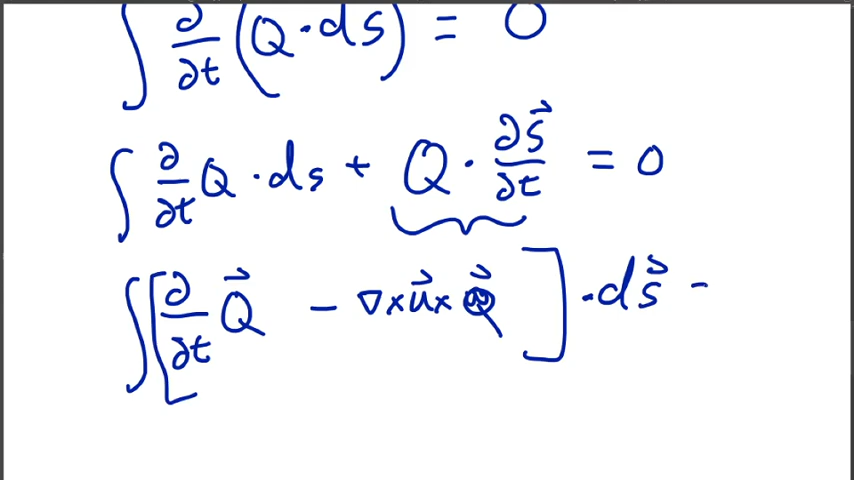 ∫ ∂/∂t (Q · ds) = 0
∫ ∂/∂t Q · ds + Q · ∂s⃗/∂t = 0
∫ [ ∂/∂t Q⃗ − ∇×u⃗×Q⃗ ] · ds⃗ -